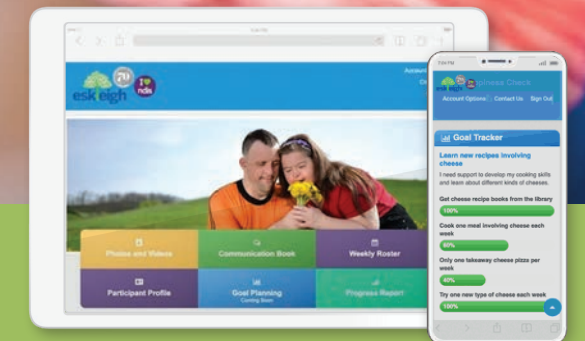 esk eigh
70
I
ndis
Account
Photos and Videos
Communication Book
Weekly Roster
Participant Profile
Goal Planning
Coming Soon
Progress Report
esk eigh
70
ppiness Check
Account Options
Contact Us
Sign Out
Goal Tracker
Learn new recipes involving
cheese
I need support to develop my cooking skills
and learn about different kinds of cheeses.
Get cheese recipe books from the library
100%
Cook one meal involving cheese each
week
60%
Only one takeaway cheese pizza per
week
40%
Try one new type of cheese each week
100%